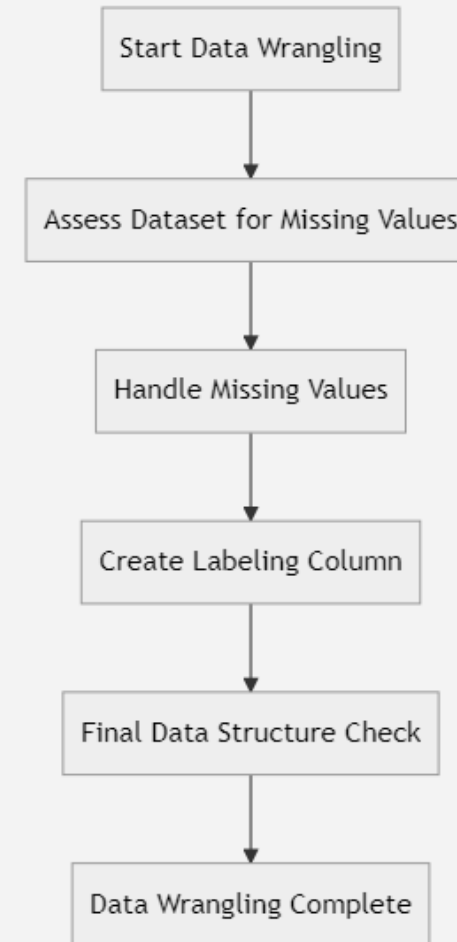 Start Data Wrangling
Assess Dataset for Missing Values
Handle Missing Values
Create Labeling Column
Final Data Structure Check
Data Wrangling Complete